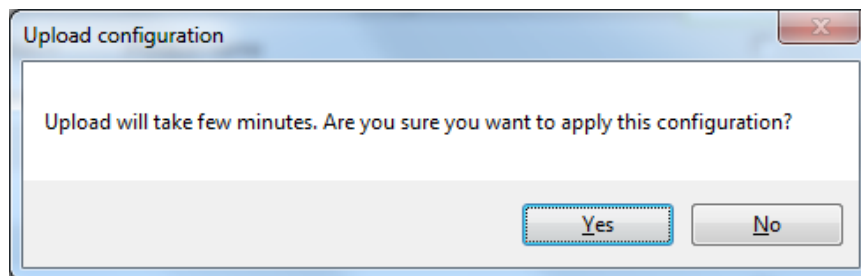 Upload configuration
Upload will take few minutes. Are you sure you want to apply this configuration?
Yes
No